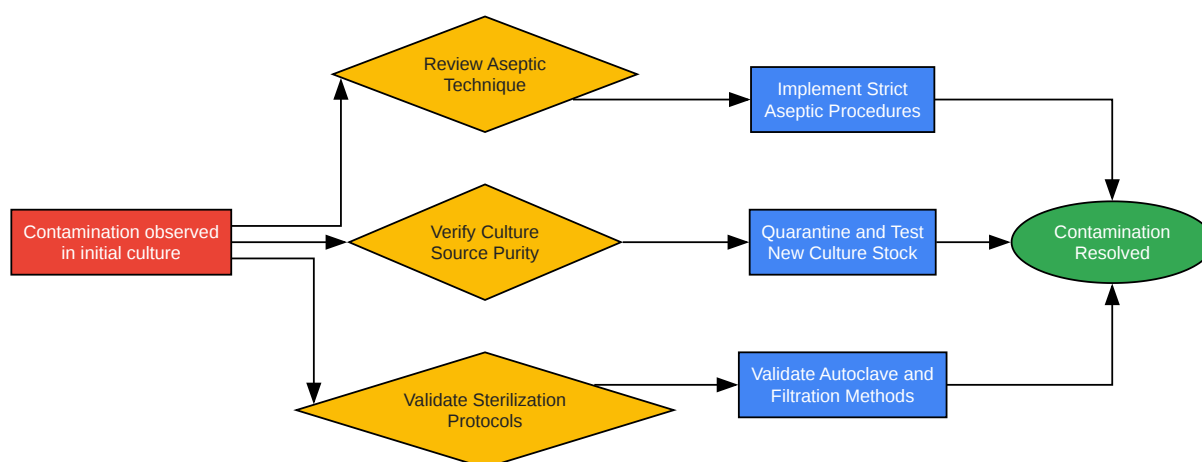 Contamination observed
in initial culture
Review Aseptic
Technique
Implement Strict
Aseptic Procedures
Verify Culture
Source Purity
Quarantine and Test
New Culture Stock
Contamination
Resolved
Validate Sterilization
Protocols
Validate Autoclave and
Filtration Methods